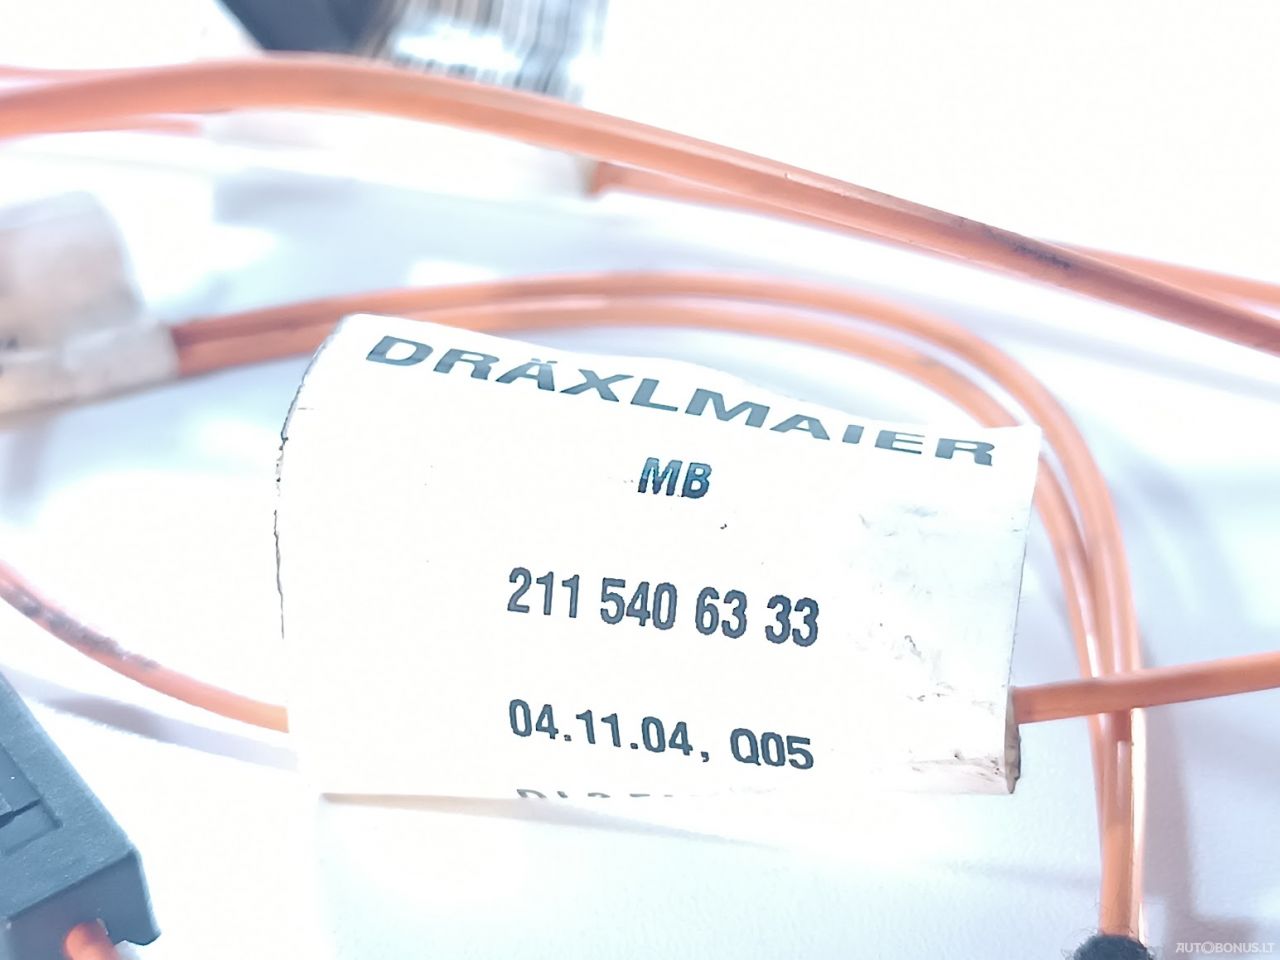 DRÄXLMAIER
MB
211 540 63 33
04.11.04, Q05
AUTOBONUS.LT